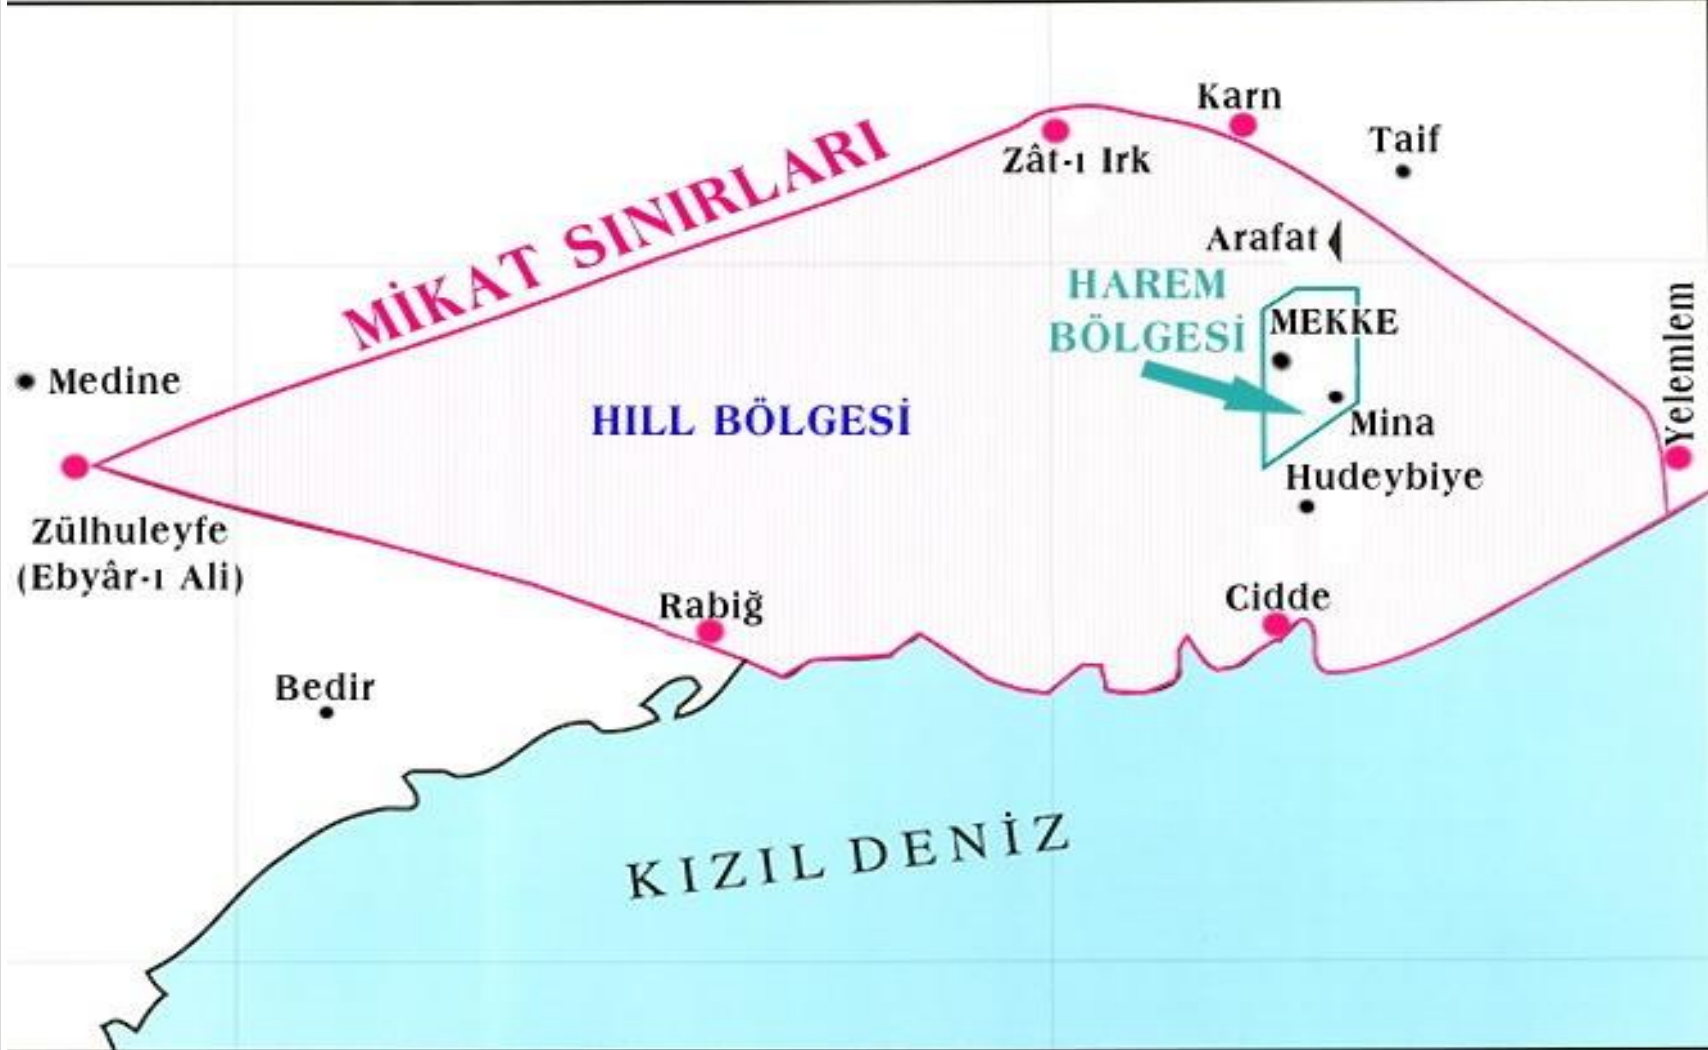 Karn
Taif
Zât-ı Irk
MİKAT SINIRLARI
Arafat
HAREM
BÖLGESİ
MEKKE
Yelemlem
Medine
HILL BÖLGESİ
Mina
Hudeybiye
Zülhuleyfe
(Ebyâr-ı Ali)
Rabiğ
Cidde
Bedir
KIZIL DENİZ